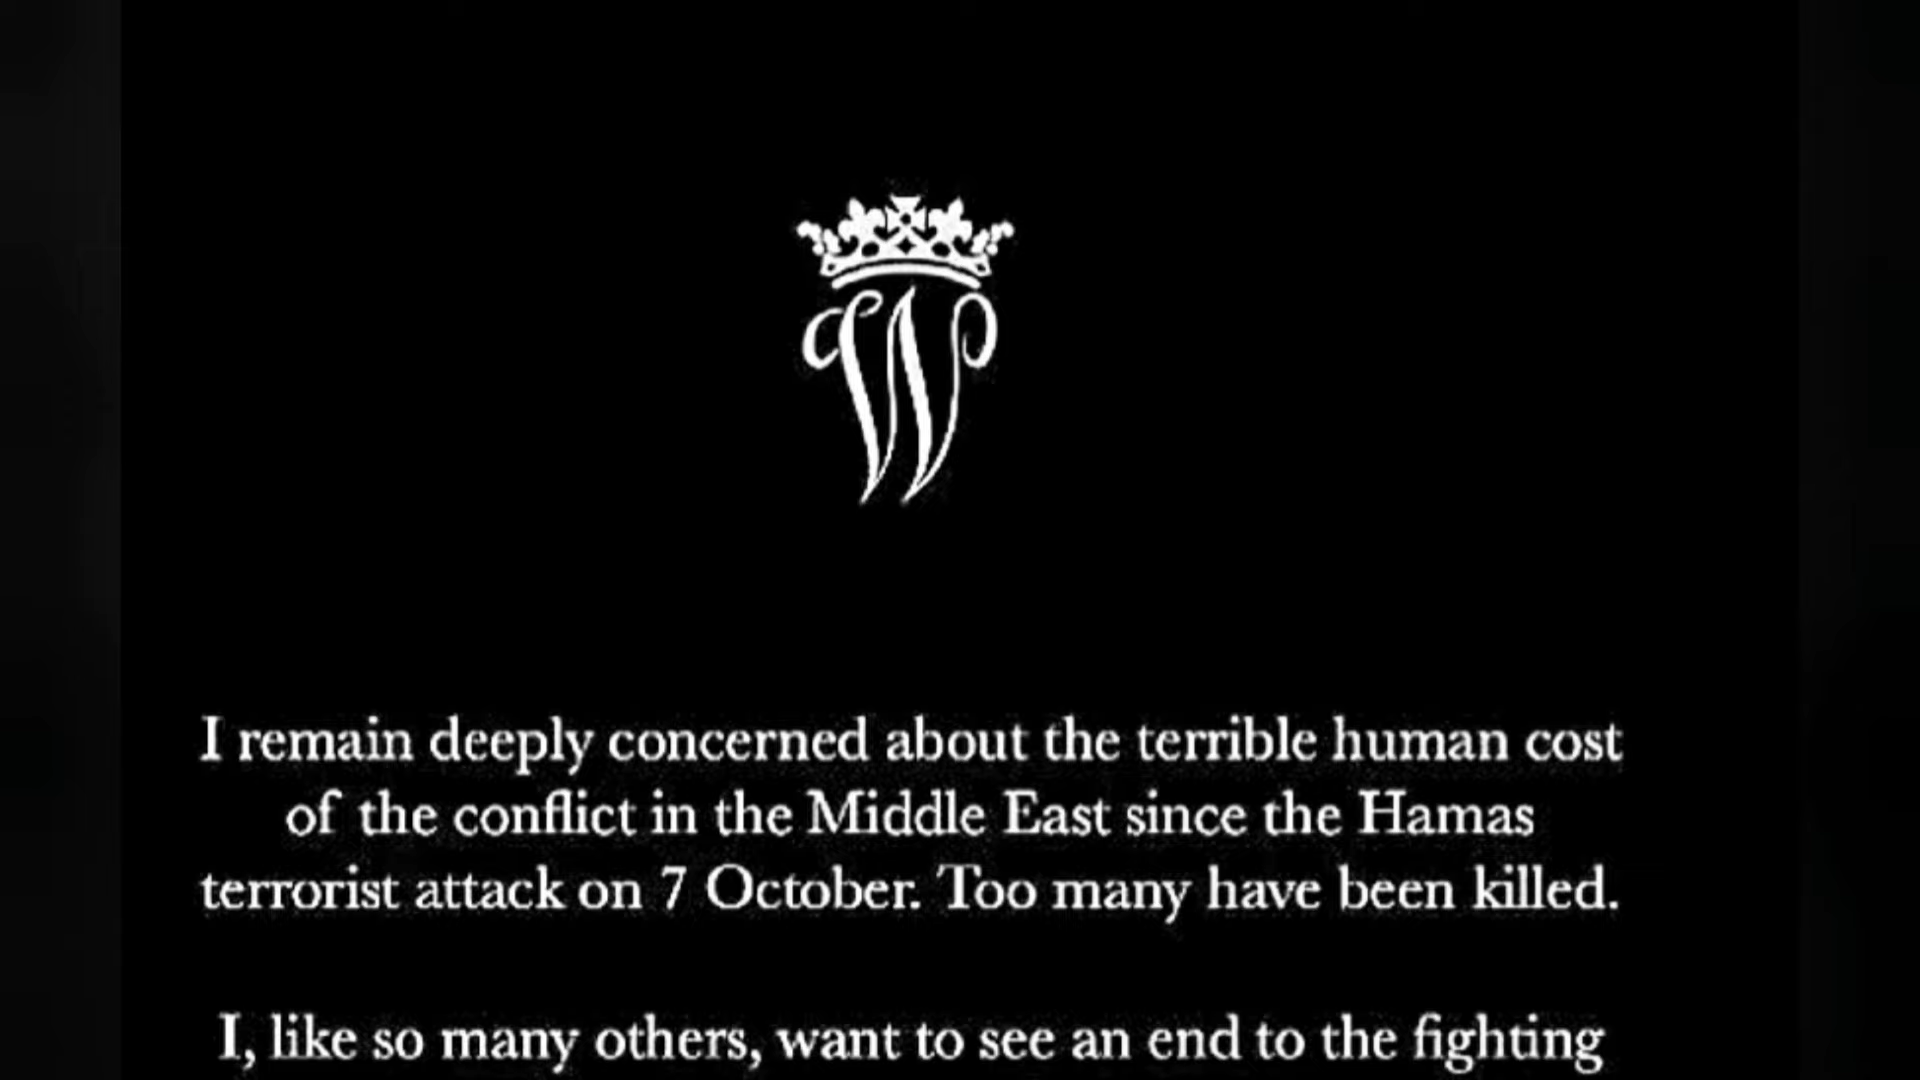 W
I remain deeply concerned about the terrible human cost
of the conflict in the Middle East since the Hamas
terrorist attack on 7 October. Too many have been killed.
I, like so many others, want to see an end to the fighting